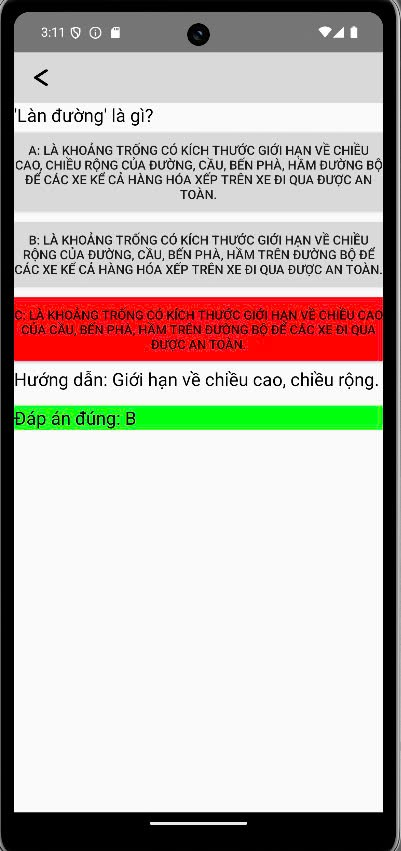 3:11
'Làn đường' là gì?
A: LÀ KHOẢNG TRỐNG CÓ KÍCH THƯỚC GIỚI HẠN VỀ CHIỀU
CAO, CHIỀU RỘNG CỦA ĐƯỜNG, CẦU, BẾN PHÀ, HẦM ĐƯỜNG BỘ
ĐỂ CÁC XE KỂ CẢ HÀNG HÓA XẾP TRÊN XE ĐI QUA ĐƯỢC AN
TOÀN.
B: LÀ KHOẢNG TRỐNG CÓ KÍCH THƯỚC GIỚI HẠN VỀ CHIỀU
RỘNG CỦA ĐƯỜNG, CẦU, BẾN PHÀ, HẦM TRÊN ĐƯỜNG BỘ ĐỂ
CÁC XE KỂ CẢ HÀNG HÓA XẾP TRÊN XE ĐI QUA ĐƯỢC AN TOÀN.
C: LÀ KHOẢNG TRỐNG CÓ KÍCH THƯỚC GIỚI HẠN VỀ CHIỀU CAO
CỦA CẦU, BẾN PHÀ, HẦM TRÊN ĐƯỜNG BỘ ĐỂ CÁC XE ĐI QUA
ĐƯỢC AN TOÀN.
Hướng dẫn: Giới hạn về chiều cao, chiều rộng.
Đáp án đúng: B